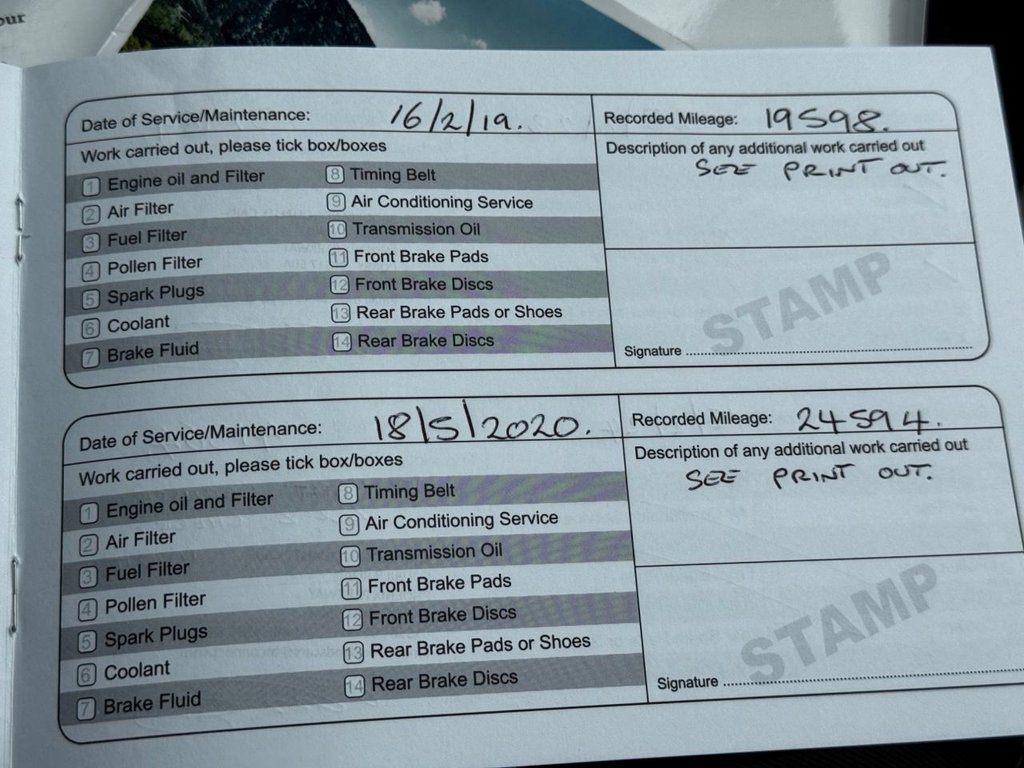 our
Date of Service/Maintenance: 16/2/19.
Recorded Mileage: 19598.
Work carried out, please tick box/boxes
Description of any additional work carried out
SEE PRINT OUT.
1 Engine oil and Filter
2 Air Filter
3 Fuel Filter
4 Pollen Filter
5 Spark Plugs
6 Coolant
7 Brake Fluid
8 Timing Belt
9 Air Conditioning Service
10 Transmission Oil
11 Front Brake Pads
12 Front Brake Discs
13 Rear Brake Pads or Shoes
14 Rear Brake Discs
STAMP
Signature
Date of Service/Maintenance: 18/5/2020.
Recorded Mileage: 24594.
Work carried out, please tick box/boxes
Description of any additional work carried out
SEE PRINT OUT.
1 Engine oil and Filter
2 Air Filter
3 Fuel Filter
4 Pollen Filter
5 Spark Plugs
6 Coolant
7 Brake Fluid
8 Timing Belt
9 Air Conditioning Service
10 Transmission Oil
11 Front Brake Pads
12 Front Brake Discs
13 Rear Brake Pads or Shoes
14 Rear Brake Discs
STAMP
Signature